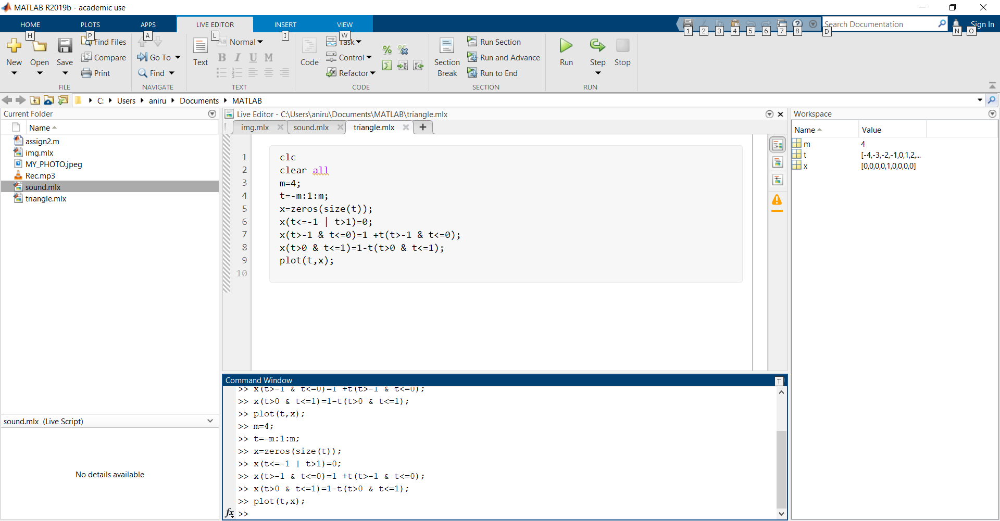 MATLAB R2019b - academic use
HOME PLOTS APPS LIVE EDITOR INSERT VIEW Search Documentation Sign In
H P A L I W 1 2 3 4 5 6 7 8 D N O
New Open Save Find Files Compare Print
FILE
Go To Find
NAVIGATE
Text Aa Normal B I U M
TEXT
Code Task Control Refactor
CODE
Section Break Run Section Run and Advance Run to End
SECTION
Run Step Stop
RUN
C: Users aniru Documents MATLAB
Current Folder
Name
assign2.m
img.mlx
MY_PHOTO.jpeg
Rec.mp3
sound.mlx
triangle.mlx
sound.mlx (Live Script)
No details available
Live Editor - C:\Users\aniru\Documents\MATLAB\triangle.mlx
img.mlx sound.mlx triangle.mlx
1 clc
2 clear all
3 m=4;
4 t=-m:1:m;
5 x=zeros(size(t));
6 x(t<=-1 | t>1)=0;
7 x(t>-1 & t<=0)=1 +t(t>-1 & t<=0);
8 x(t>0 & t<=1)=1-t(t>0 & t<=1);
9 plot(t,x);
10
Command Window T
>> x(t>-1 & t<=0)=1 +t(t>-1 & t<=0);
>> x(t>0 & t<=1)=1-t(t>0 & t<=1);
>> plot(t,x);
>> m=4;
>> t=-m:1:m;
>> x=zeros(size(t));
>> x(t<=-1 | t>1)=0;
>> x(t>-1 & t<=0)=1 +t(t>-1 & t<=0);
>> x(t>0 & t<=1)=1-t(t>0 & t<=1);
>> plot(t,x);
fx >>
Workspace
Name Value
m 4
t [-4,-3,-2,-1,0,1,2,...
x [0,0,0,0,1,0,0,0,0]